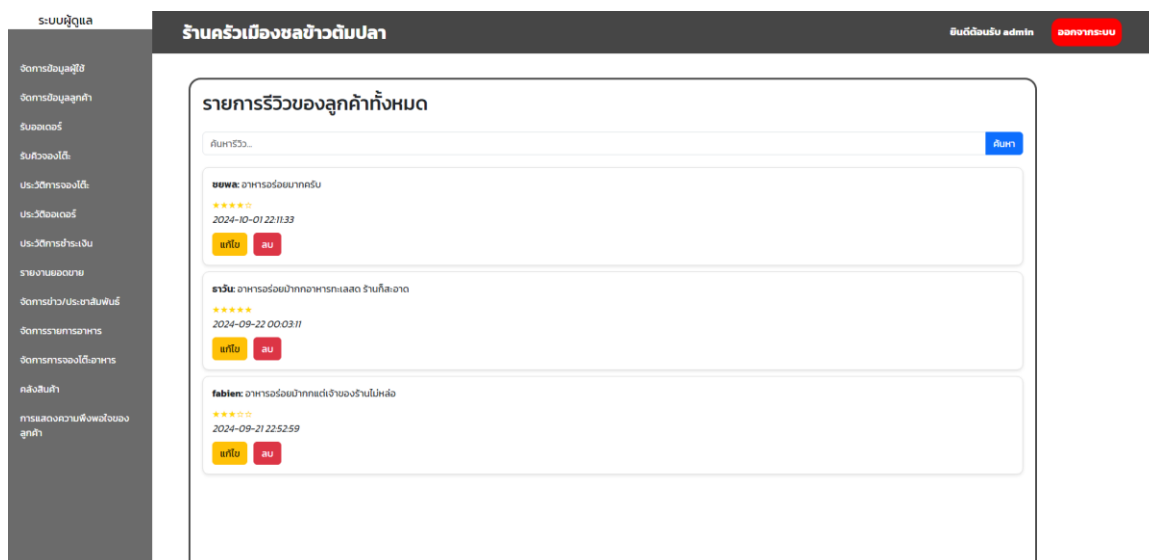 ระบบผู้ดูแล
ร้านครัวเมืองชลข้าวต้มปลา
ยินดีต้อนรับ admin
ออกจากระบบ
จัดการข้อมูลผู้ใช้
จัดการข้อมูลลูกค้า
รับออเดอร์
รับคิวจองโต๊ะ
ประวัติการจองโต๊ะ
ประวัติออเดอร์
ประวัติการชำระเงิน
รายงานยอดขาย
จัดการข่าว/ประชาสัมพันธ์
จัดการรายการอาหาร
จัดการการจองโต๊ะอาหาร
คลังสินค้า
การแสดงความพึงพอใจของ
ลูกค้า
รายการรีวิวของลูกค้าทั้งหมด
ค้นหารีวิว...
ค้นหา
ชยพล: อาหารอร่อยมากครับ
★★★★☆
2024-10-01 22:11:33
แก้ไข ลบ
ธาวัน: อาหารอร่อยม้ากกอาหารทะเลสด ร้านก็สะอาด
★★★★★
2024-09-22 00:03:11
แก้ไข ลบ
fabien: อาหารอร่อยม้ากกแต่เจ้าของร้านไม่หล่อ
★★★☆☆
2024-09-21 22:52:59
แก้ไข ลบ